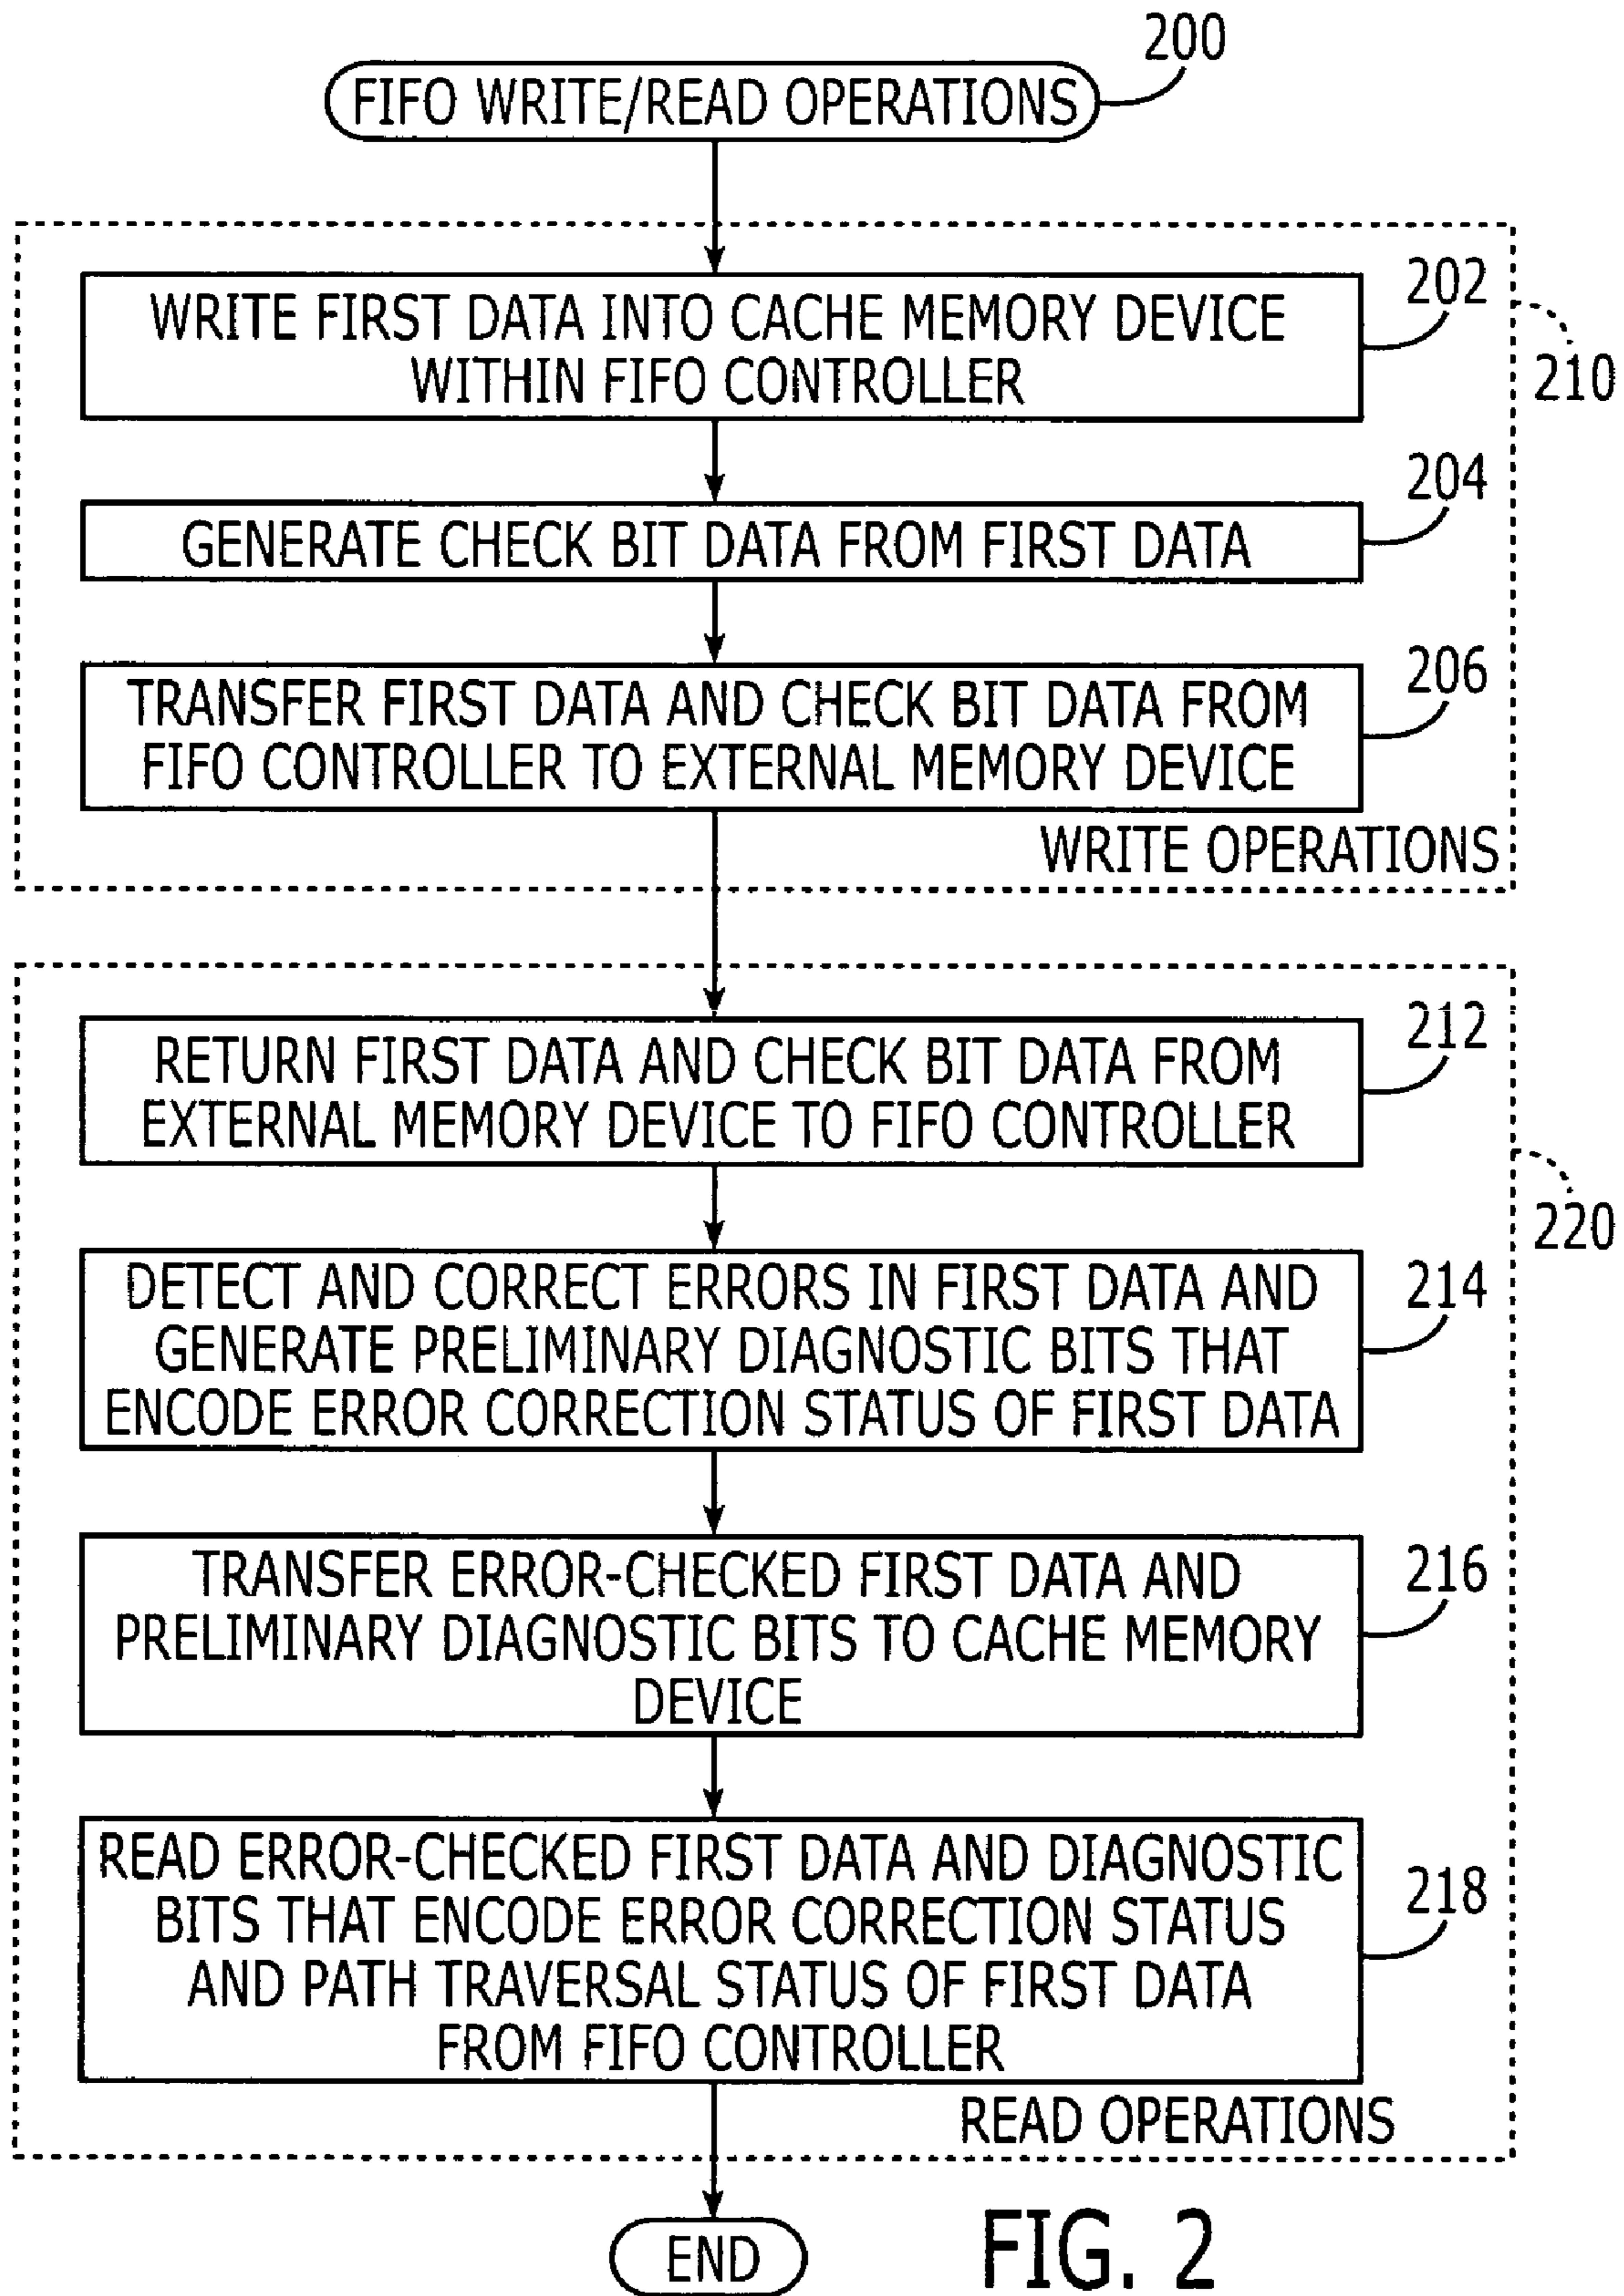 200
FIFO WRITE/READ OPERATIONS
202
WRITE FIRST DATA INTO CACHE MEMORY DEVICE
WITHIN FIFO CONTROLLER
210
204
GENERATE CHECK BIT DATA FROM FIRST DATA
206
TRANSFER FIRST DATA AND CHECK BIT DATA FROM
FIFO CONTROLLER TO EXTERNAL MEMORY DEVICE
WRITE OPERATIONS
212
RETURN FIRST DATA AND CHECK BIT DATA FROM
EXTERNAL MEMORY DEVICE TO FIFO CONTROLLER
220
214
DETECT AND CORRECT ERRORS IN FIRST DATA AND
GENERATE PRELIMINARY DIAGNOSTIC BITS THAT
ENCODE ERROR CORRECTION STATUS OF FIRST DATA
216
TRANSFER ERROR-CHECKED FIRST DATA AND
PRELIMINARY DIAGNOSTIC BITS TO CACHE MEMORY
DEVICE
218
READ ERROR-CHECKED FIRST DATA AND DIAGNOSTIC
BITS THAT ENCODE ERROR CORRECTION STATUS
AND PATH TRAVERSAL STATUS OF FIRST DATA
FROM FIFO CONTROLLER
READ OPERATIONS
END
FIG. 2